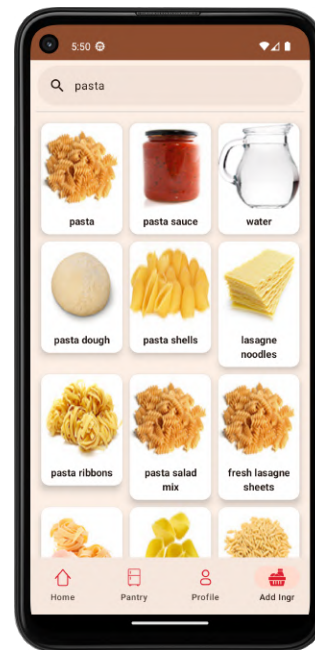 5:50
pasta
pasta
pasta sauce
water
pasta dough
pasta shells
lasagne
noodles
pasta ribbons
pasta salad
mix
fresh lasagne
sheets
Home
Pantry
Profile
Add Ingr